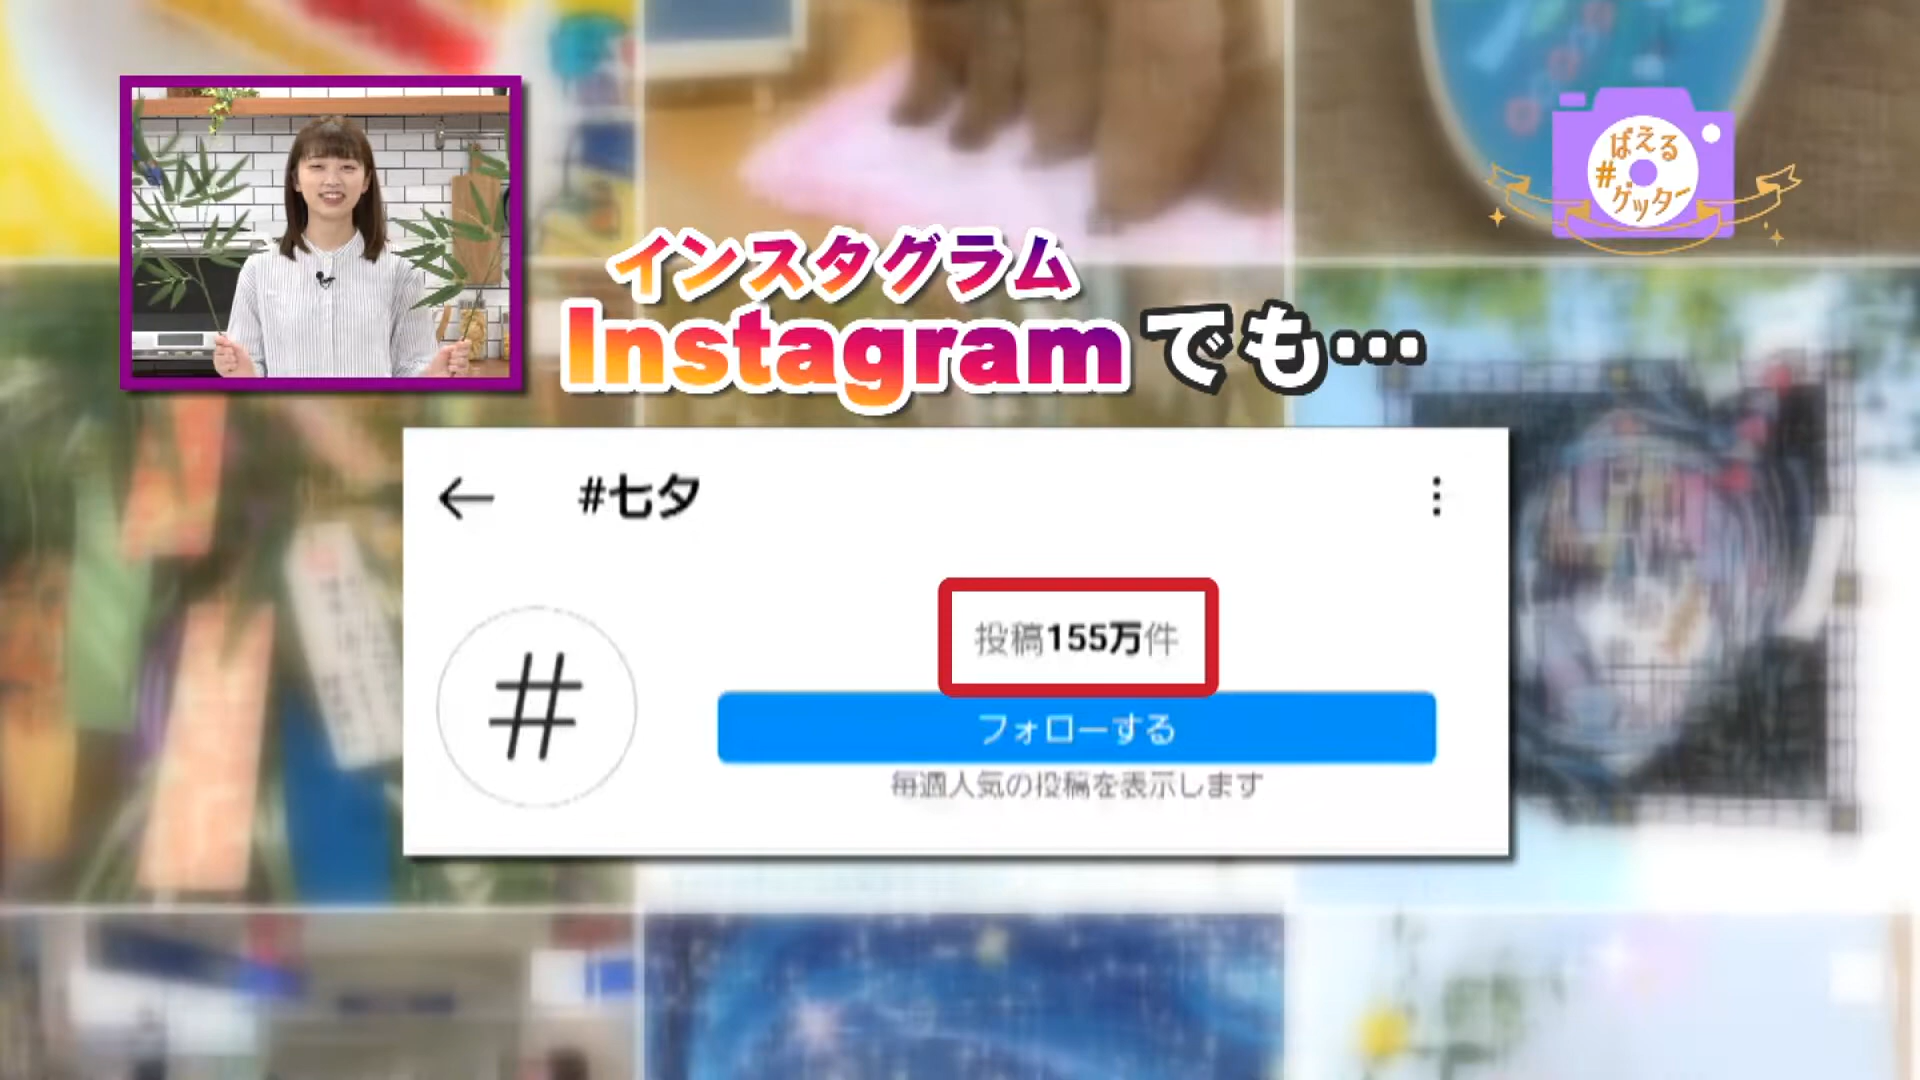 ばえる
#ゲッター
インスタグラム
Instagramでも…
#七夕
投稿155万件
フォローする
毎週人気の投稿を表示します